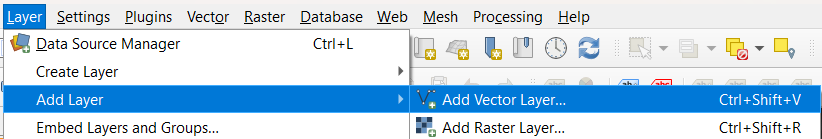 Layer Settings Plugins Vector Raster Database Web Mesh Processing Help
Data Source Manager Ctrl+L
Create Layer
Add Layer Add Vector Layer... Ctrl+Shift+V
Embed Layers and Groups... Add Raster Layer... Ctrl+Shift+R